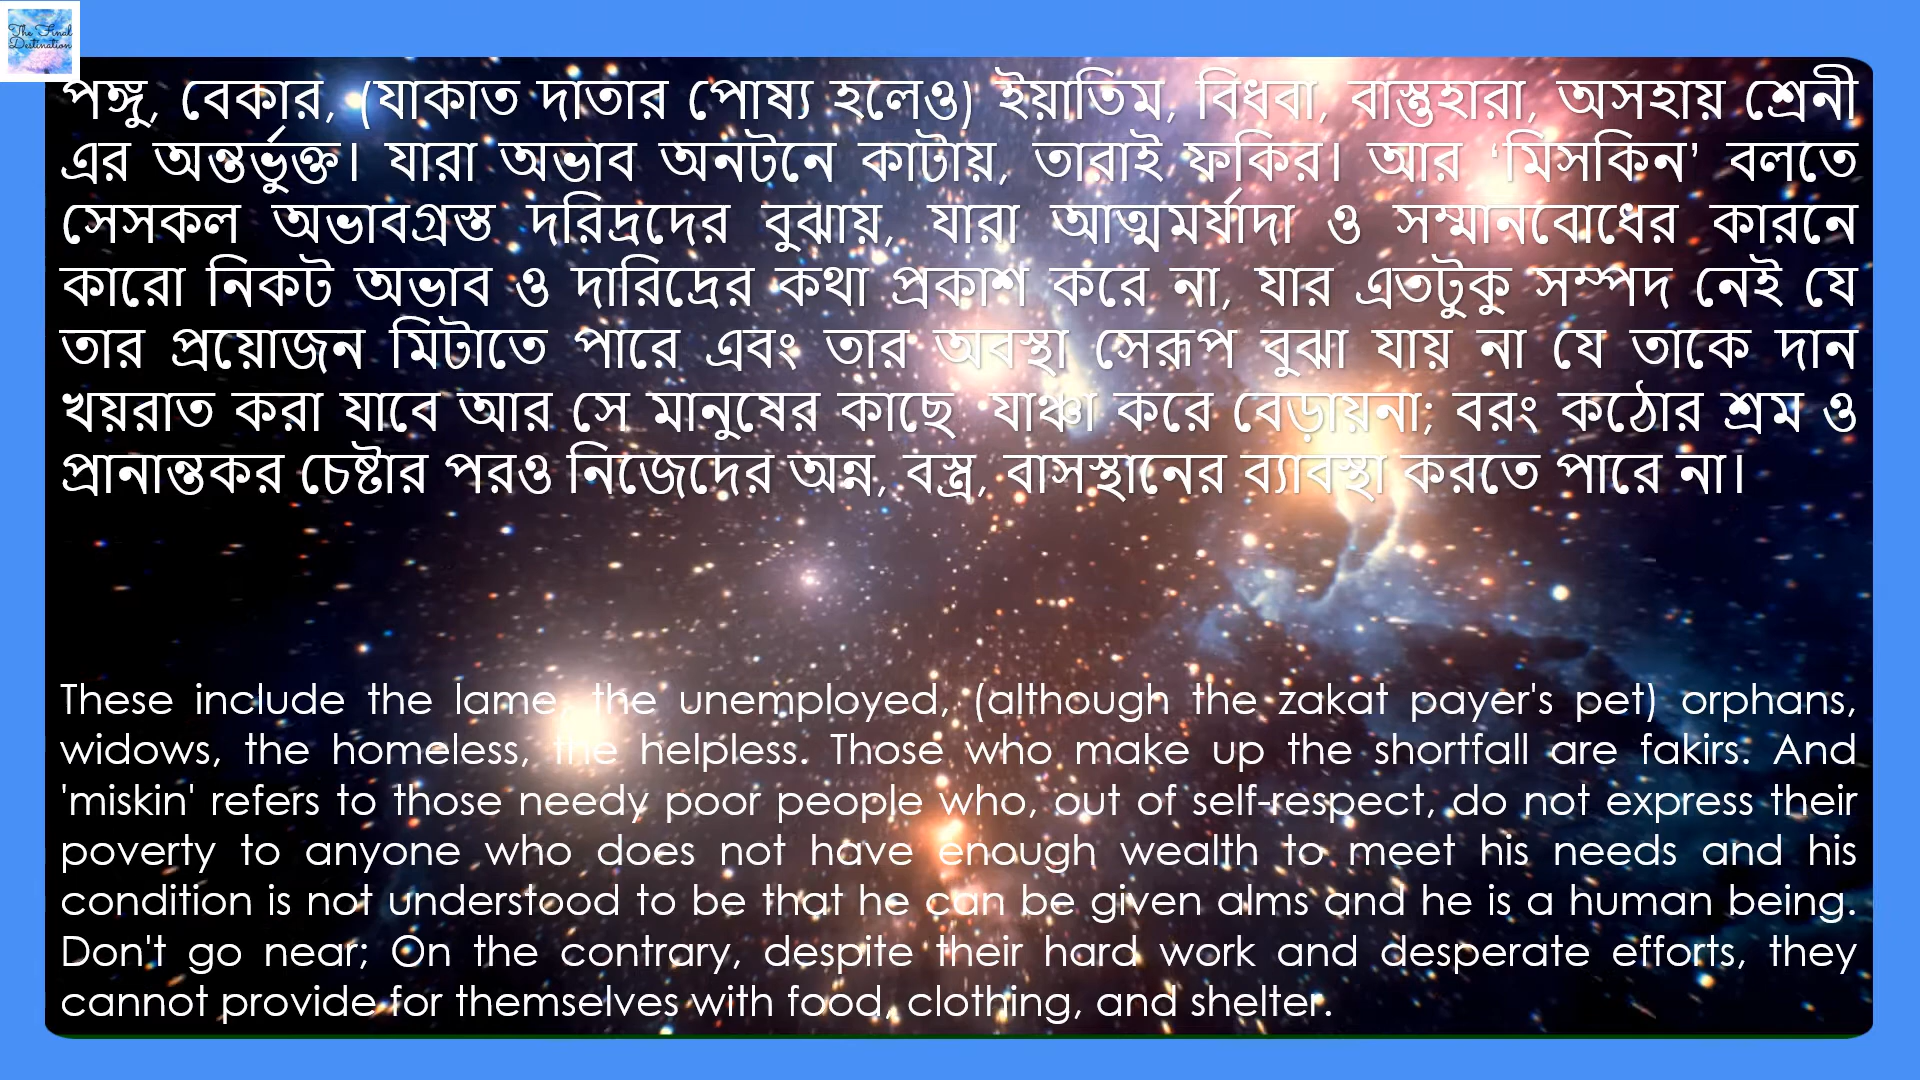 The Final
Destination
পঙ্গু, বেকার, (যাকাত দাতার পোষ্য হলেও) ইয়াতিম, বিধবা, বাস্তুহারা, অসহায় শ্রেনী
এর অন্তর্ভুক্ত। যারা অভাব অনটনে কাটায়, তারাই ফকির। আর ‘মিসকিন’ বলতে
সেসকল অভাবগ্রস্ত দরিদ্রদের বুঝায়, যারা আত্মমর্যাদা ও সম্মানবোধের কারনে
কারো নিকট অভাব ও দারিদ্রের কথা প্রকাশ করে না, যার এতটুকু সম্পদ নেই যে
তার প্রয়োজন মিটাতে পারে এবং তার অবস্থা সেরূপ বুঝা যায় না যে তাকে দান
খয়রাত করা যাবে আর সে মানুষের কাছে যাঞ্চা করে বেড়ায়না; বরং কঠোর শ্রম ও
প্রানান্তকর চেষ্টার পরও নিজেদের অন্ন, বস্ত্র, বাসস্থানের ব্যাবস্থা করতে পারে না।
These include the lame, the unemployed, (although the zakat payer's pet) orphans,
widows, the homeless, the helpless. Those who make up the shortfall are fakirs. And
'miskin' refers to those needy poor people who, out of self-respect, do not express their
poverty to anyone who does not have enough wealth to meet his needs and his
condition is not understood to be that he can be given alms and he is a human being.
Don't go near; On the contrary, despite their hard work and desperate efforts, they
cannot provide for themselves with food, clothing, and shelter.